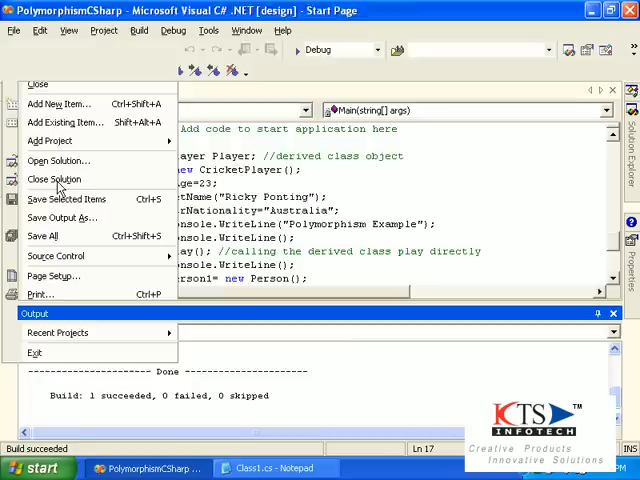 PolymorphismCSharp - Microsoft Visual C# .NET [design] - Start Page
File Edit View Project Build Debug Tools Window Help
Debug
Close
Add New Item... Ctrl+Shift+A
Add Existing Item... Shift+Alt+A
Add Project
Open Solution...
Close Solution
Save Selected Items Ctrl+S
Save Output As...
Save All Ctrl+Shift+S
Source Control
Page Setup...
Print... Ctrl+P
Recent Projects
Exit
Main(string[] args)
Add code to start application here
ayer Player; //derived class object
new CricketPlayer();
ge=23;
tName("Ricky Ponting")
rNationality="Australia";
onsole.WriteLine("Polymorphism Example");
onsole.WriteLine();
ay(); //calling the derived class play directly
onsole.WriteLine();
erson1= new Person();
Solution Explorer
Properties
Output
---------------------- Done ----------------------
Build: 1 succeeded, 0 failed, 0 skipped
Build succeeded
Ln 17
INS
KTS TM
INFOTECH
Creative Products
Innovative Solutions
start
PolymorphismCSharp ...
Class1.cs - Notepad